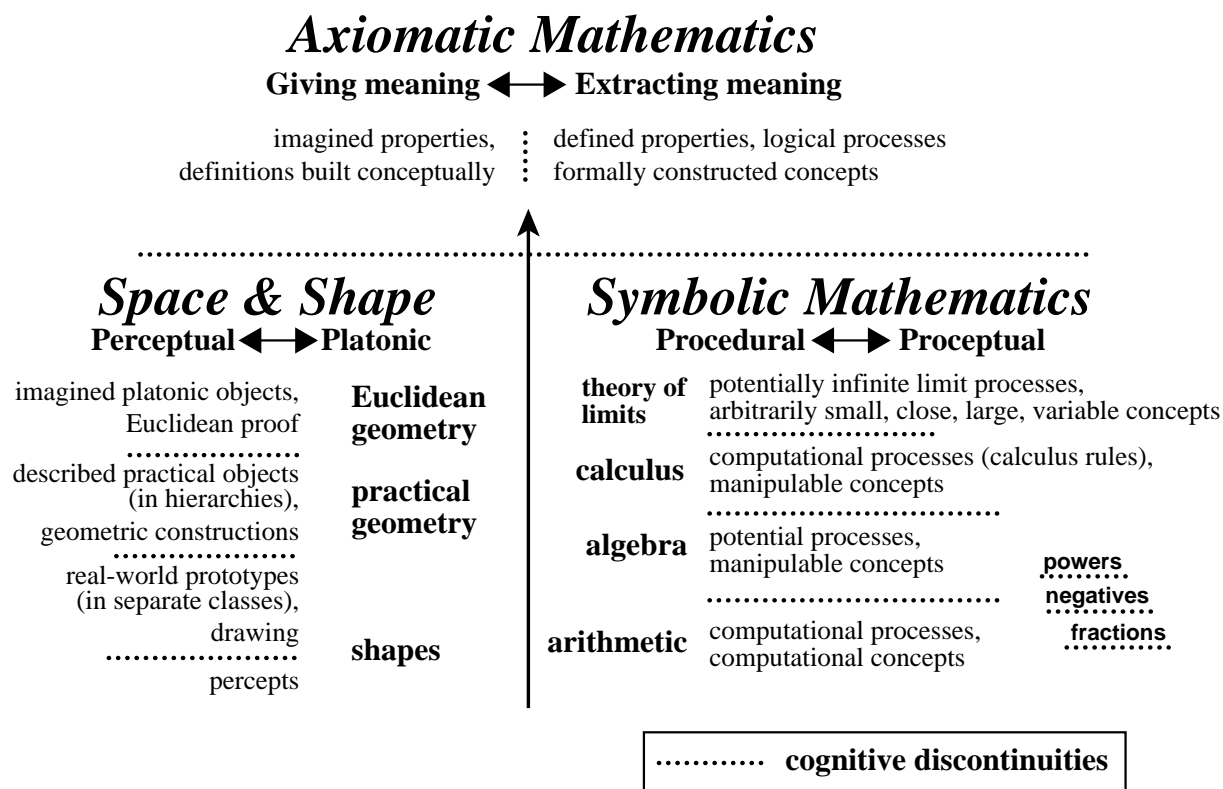 Axiomatic Mathematics
Giving meaning Extracting meaning
imagined properties,
definitions built conceptually
defined properties, logical processes
formally constructed concepts
Space & Shape
Perceptual Platonic
imagined platonic objects,
Euclidean proof
Euclidean
geometry
described practical objects
(in hierarchies),
geometric constructions
practical
geometry
real-world prototypes
(in separate classes),
drawing
shapes
percepts
Symbolic Mathematics
Procedural Proceptual
theory of
limits
potentially infinite limit processes,
arbitrarily small, close, large, variable concepts
calculus
computational processes (calculus rules),
manipulable concepts
algebra
potential processes,
manipulable concepts
powers
negatives
fractions
arithmetic
computational processes,
computational concepts
cognitive discontinuities